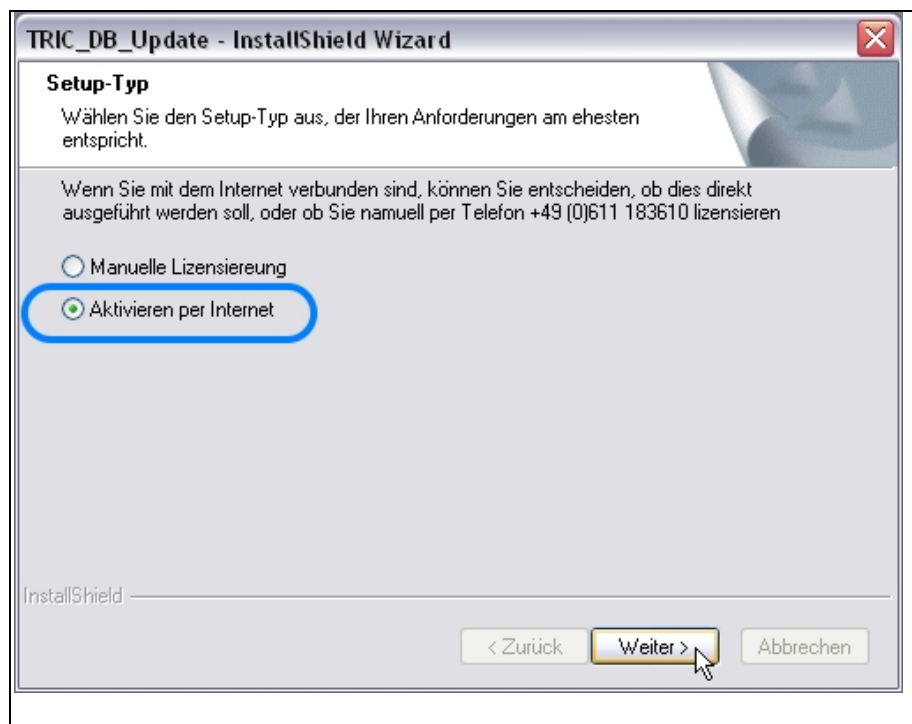 TRIC_DB_Update - InstallShield Wizard
Setup-Typ
Wählen Sie den Setup-Typ aus, der Ihren Anforderungen am ehesten
entspricht.
Wenn Sie mit dem Internet verbunden sind, können Sie entscheiden, ob dies direkt
ausgeführt werden soll, oder ob Sie namuell per Telefon +49 (0)611 183610 lizensieren
Manuelle Lizensiereung
Aktivieren per Internet
InstallShield
< Zurück Weiter > Abbrechen